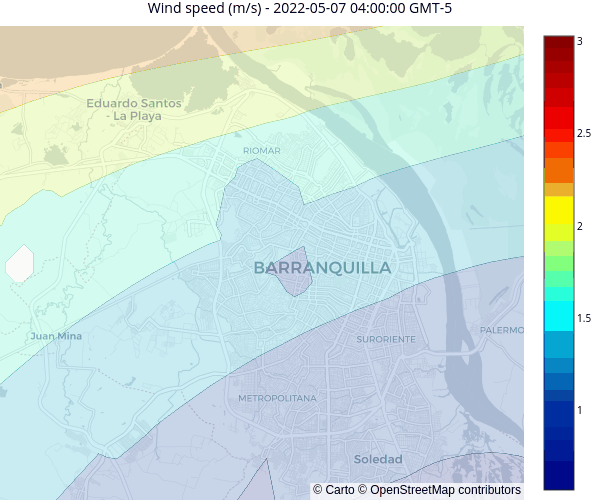 Wind speed (m/s) - 2022-05-07 04:00:00 GMT-5
3
Eduardo Santos
- La Playa
2.5
RIOMAR
2
BARRANQUILLA
1.5
Juan Mina
PALERMO
SURORIENTE
METROPOLITANA
1
Soledad
© Carto © OpenStreetMap contributors